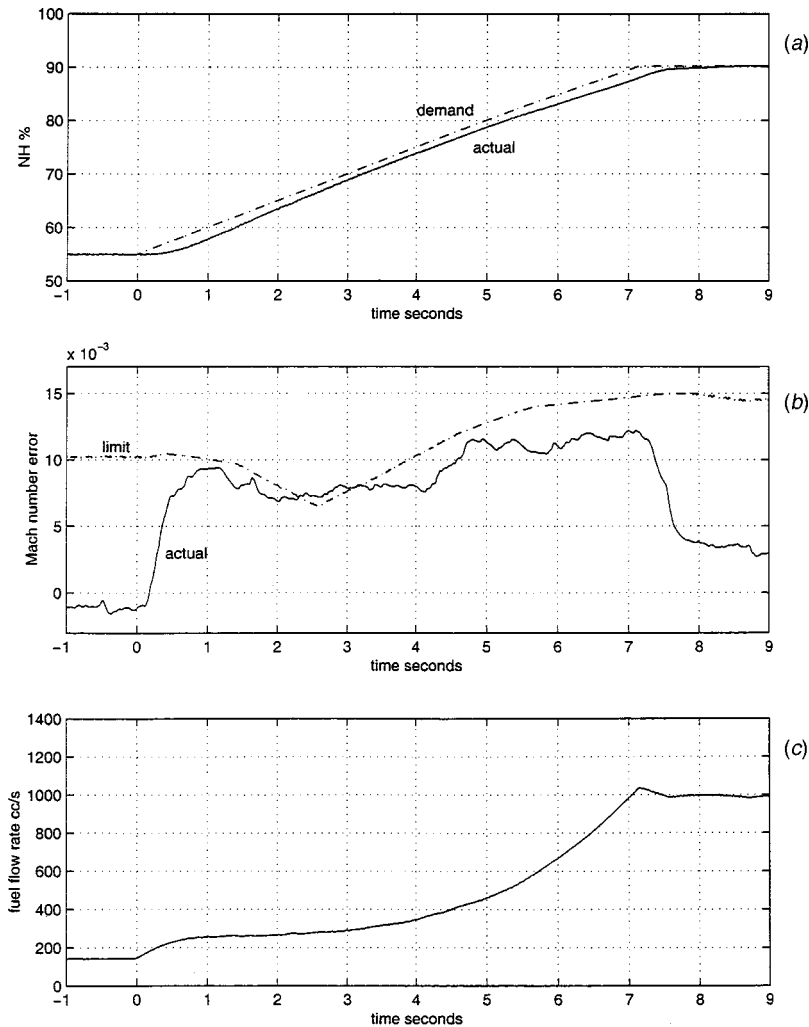 (a)
100
90
80
70
60
50
NH %
demand
actual
-1 0 1 2 3 4 5 6 7 8 9
time seconds
x 10^-3
(b)
15
10
5
0
Mach number error
limit
actual
-1 0 1 2 3 4 5 6 7 8 9
time seconds
(c)
1400
1200
1000
800
600
400
200
0
fuel flow rate cc/s
-1 0 1 2 3 4 5 6 7 8 9
time seconds